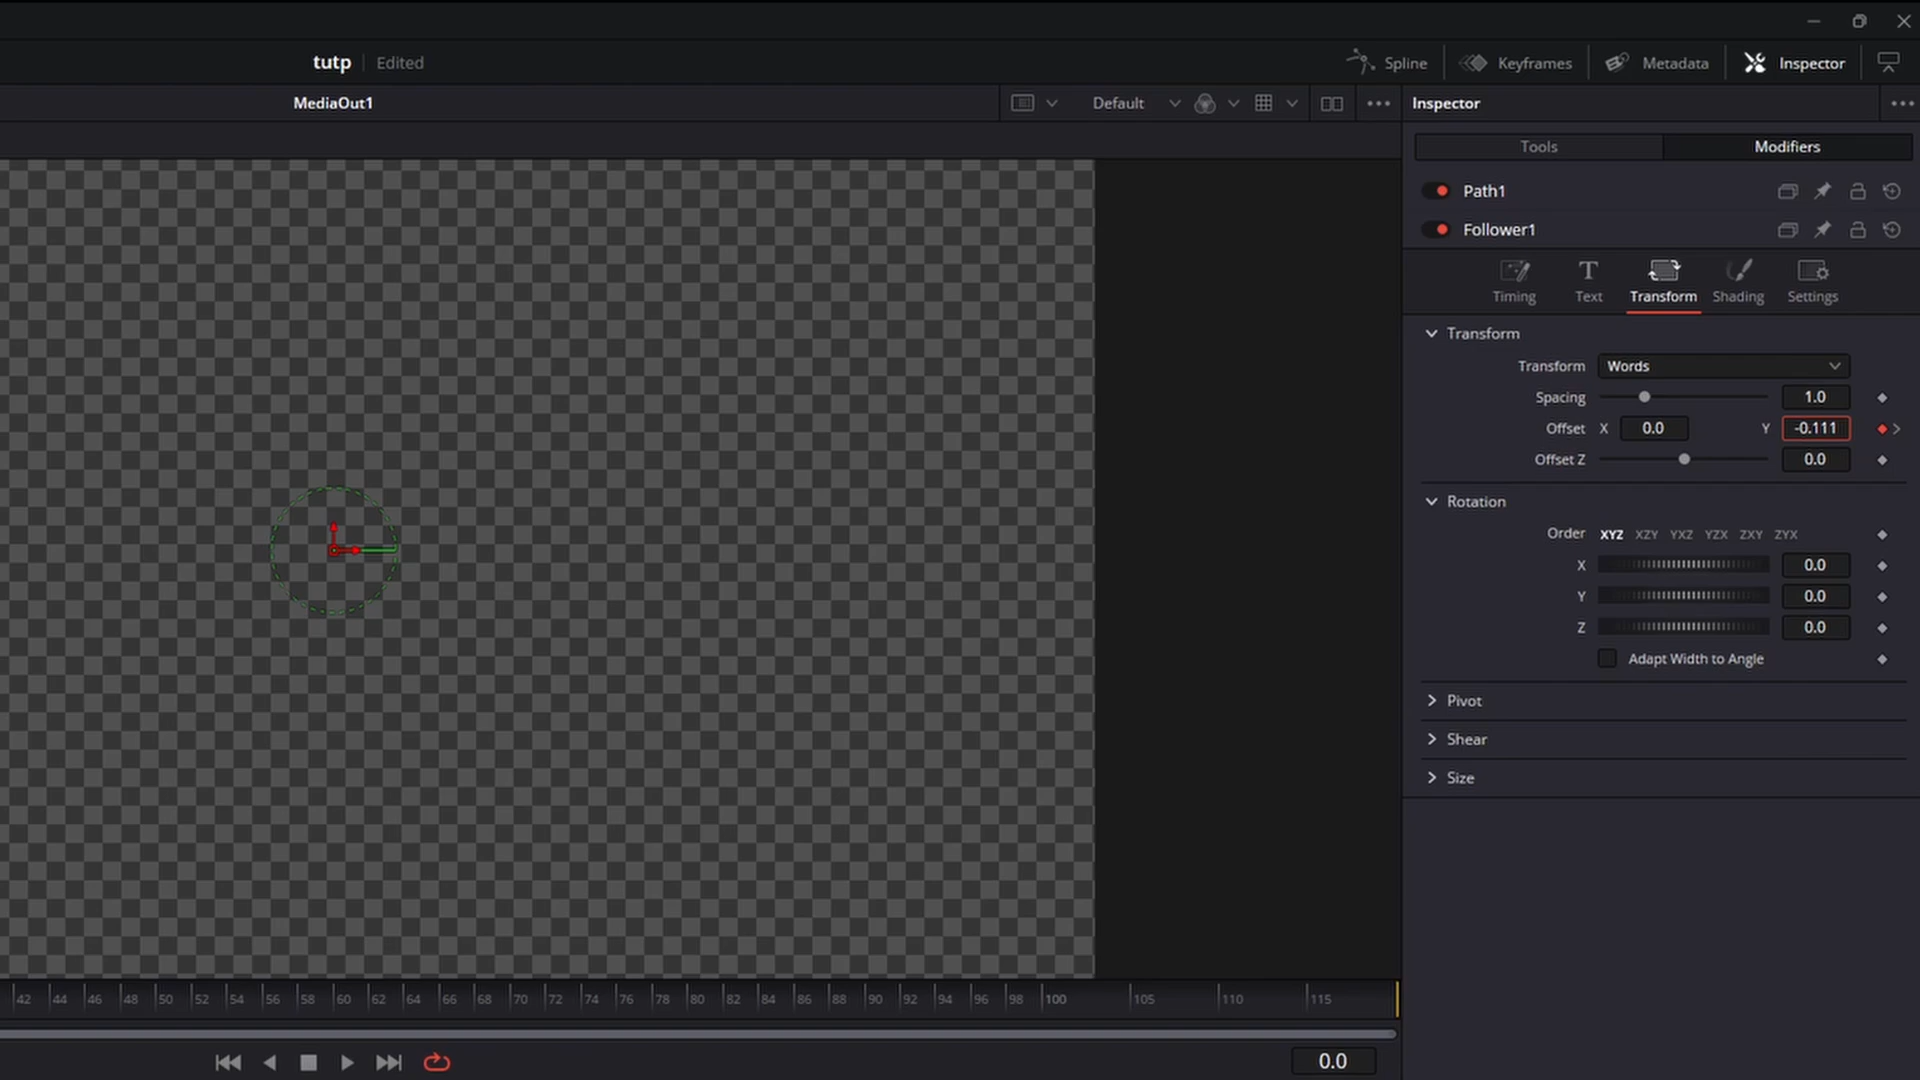 tutp Edited Spline Keyframes Metadata Inspector
MediaOut1 Default Inspector
Tools Modifiers
Path1
Follower1
Timing Text Transform Shading Settings
Transform
Transform Words
Spacing 1.0
Offset X 0.0 Y -0.111
Offset Z 0.0
Rotation
Order XYZ XZY YXZ YZX ZXY ZYX
X 0.0
Y 0.0
Z 0.0
Adapt Width to Angle
Pivot
Shear
Size
42 44 46 48 50 52 54 56 58 60 62 64 66 68 70 72 74 76 78 80 82 84 86 88 90 92 94 96 98 100 105 110 115
0.0